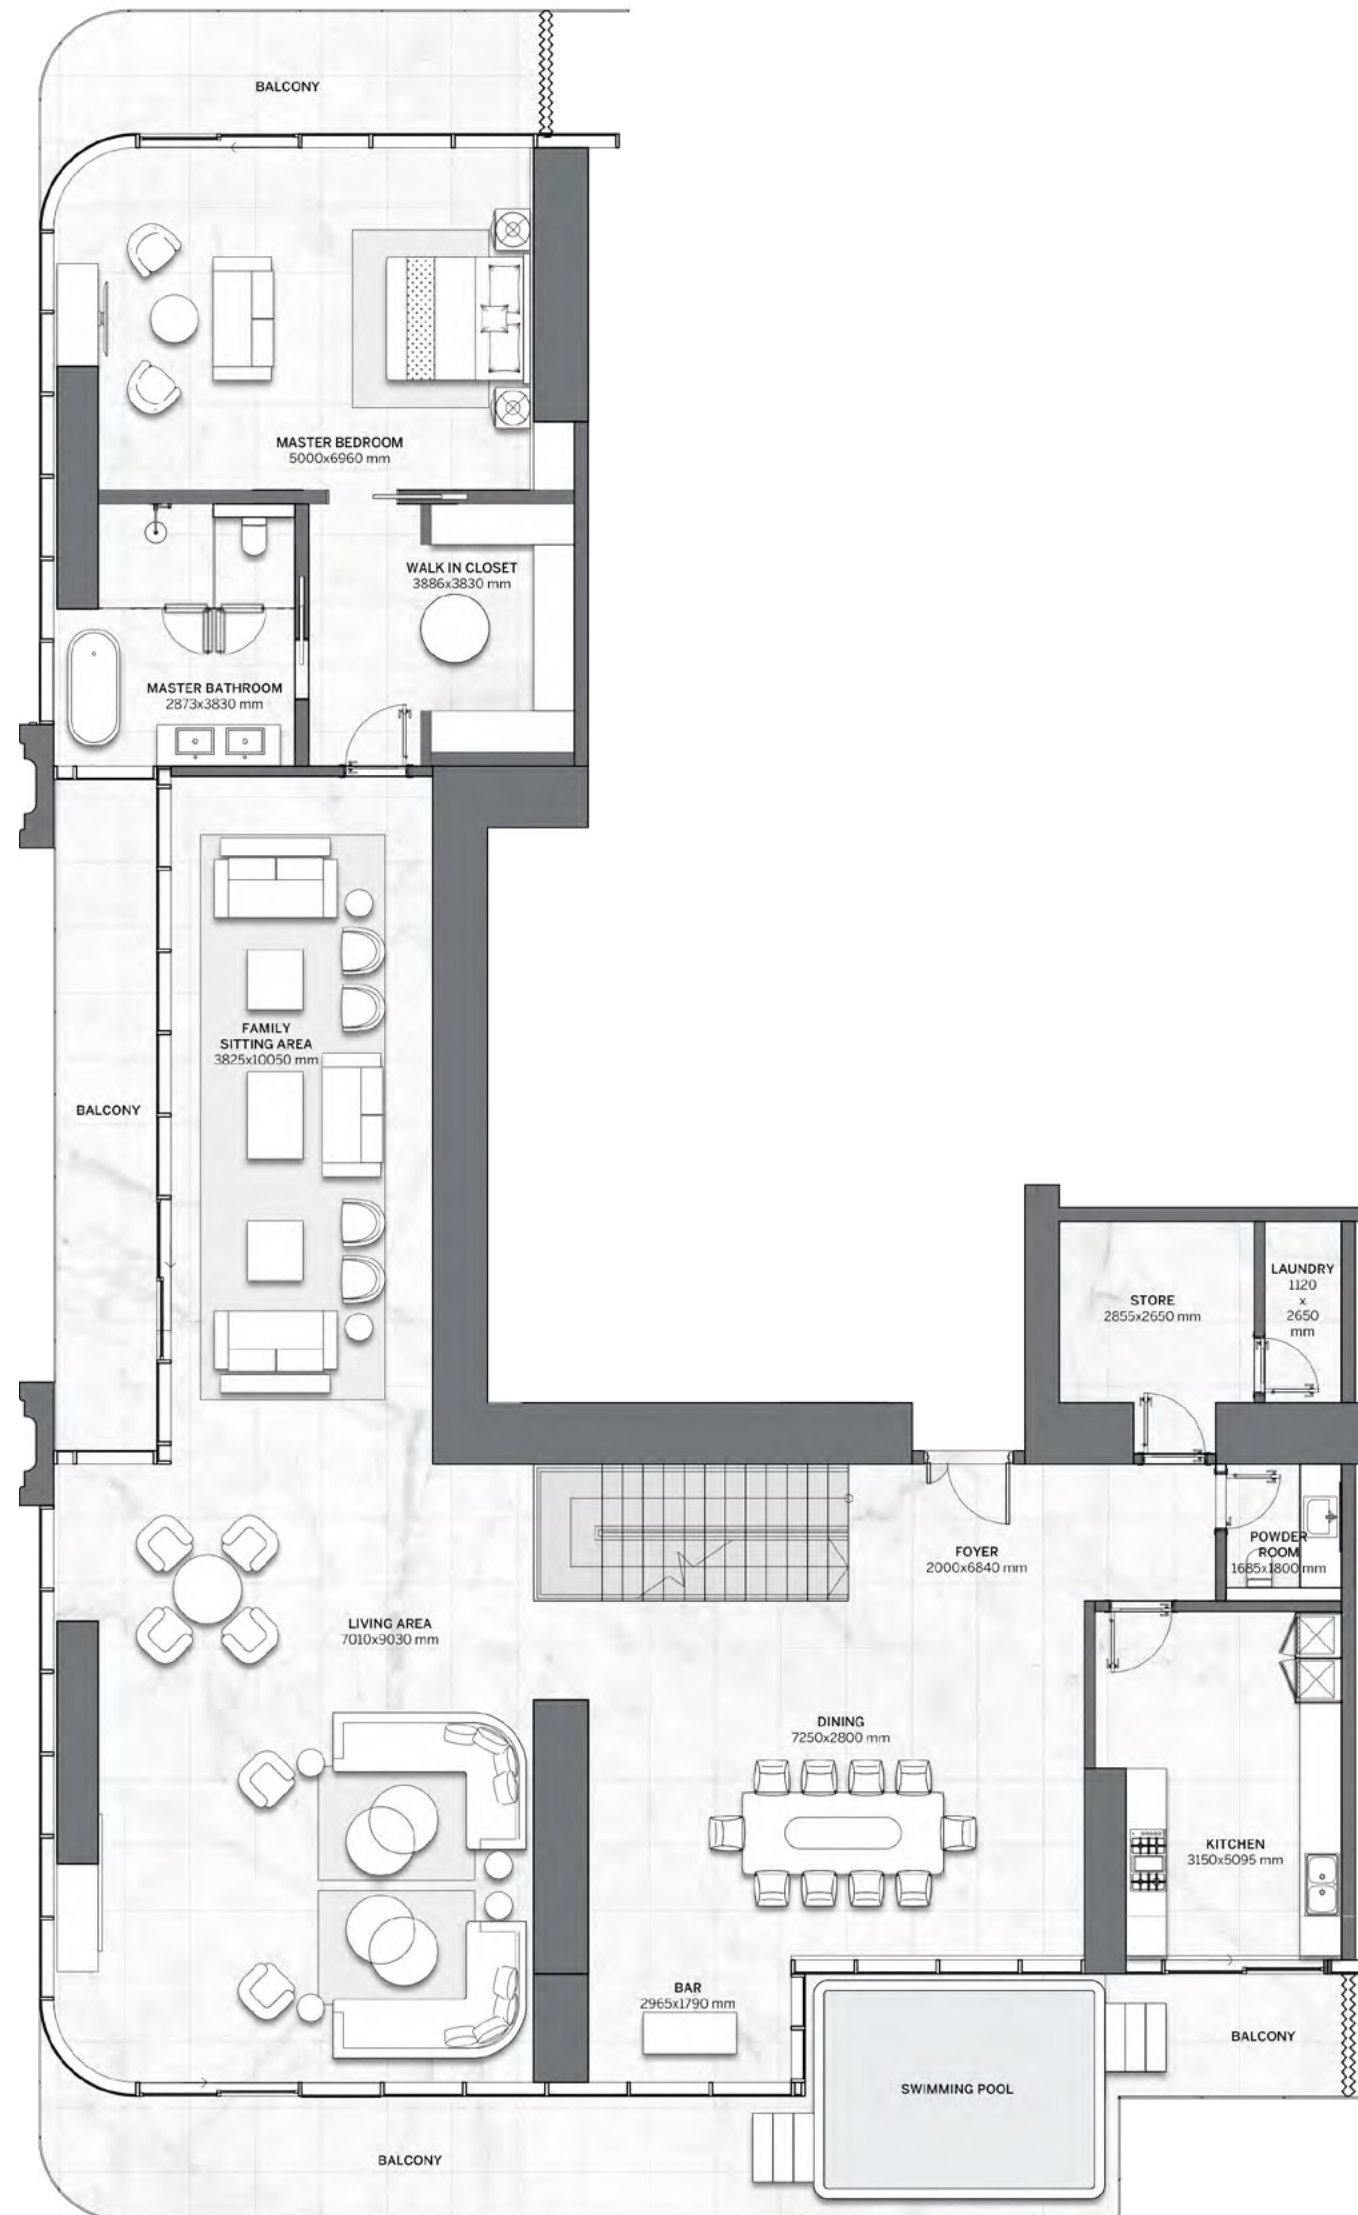 BALCONY
MASTER BEDROOM
5000x6960 mm
WALK IN CLOSET
3886x3830 mm
MASTER BATHROOM
2873x3830 mm
FAMILY
SITTING AREA
3825x10050 mm
BALCONY
STORE
2855x2650 mm
LAUNDRY
1120
x
2650
mm
FOYER
2000x6840 mm
POWDER
ROOM
1685x1800 mm
LIVING AREA
7010x9030 mm
DINING
7250x2800 mm
KITCHEN
3150x5095 mm
BAR
2965x1790 mm
BALCONY
SWIMMING POOL
BALCONY